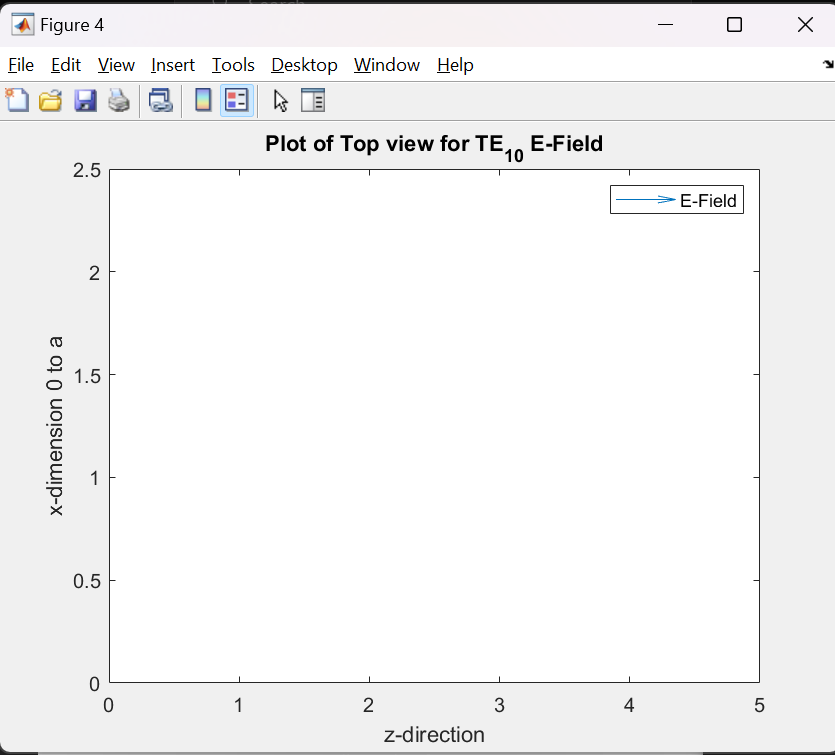 Figure 4
File Edit View Insert Tools Desktop Window Help
Plot of Top view for TE10 E-Field
E-Field
2.5
2
1.5
1
0.5
0
x-dimension 0 to a
0 1 2 3 4 5
z-direction